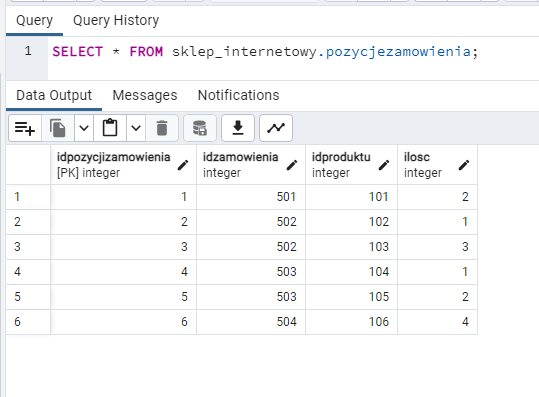 Query Query History
1 SELECT * FROM sklep_internetowy.pozycjezamowienia;
Data Output Messages Notifications
idpozycjizamowienia idzamowienia idproduktu ilosc
[PK] integer integer integer integer
1 1 501 101 2
2 2 502 102 1
3 3 502 103 3
4 4 503 104 1
5 5 503 105 2
6 6 504 106 4